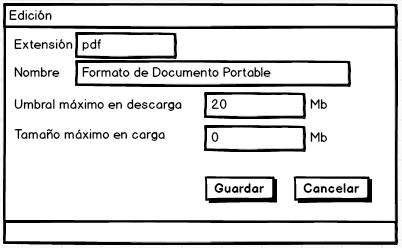 Edición
Extensión pdf
Nombre Formato de Documento Portable
Umbral máximo en descarga 20 Mb
Tamaño máximo en carga 0 Mb
Guardar Cancelar